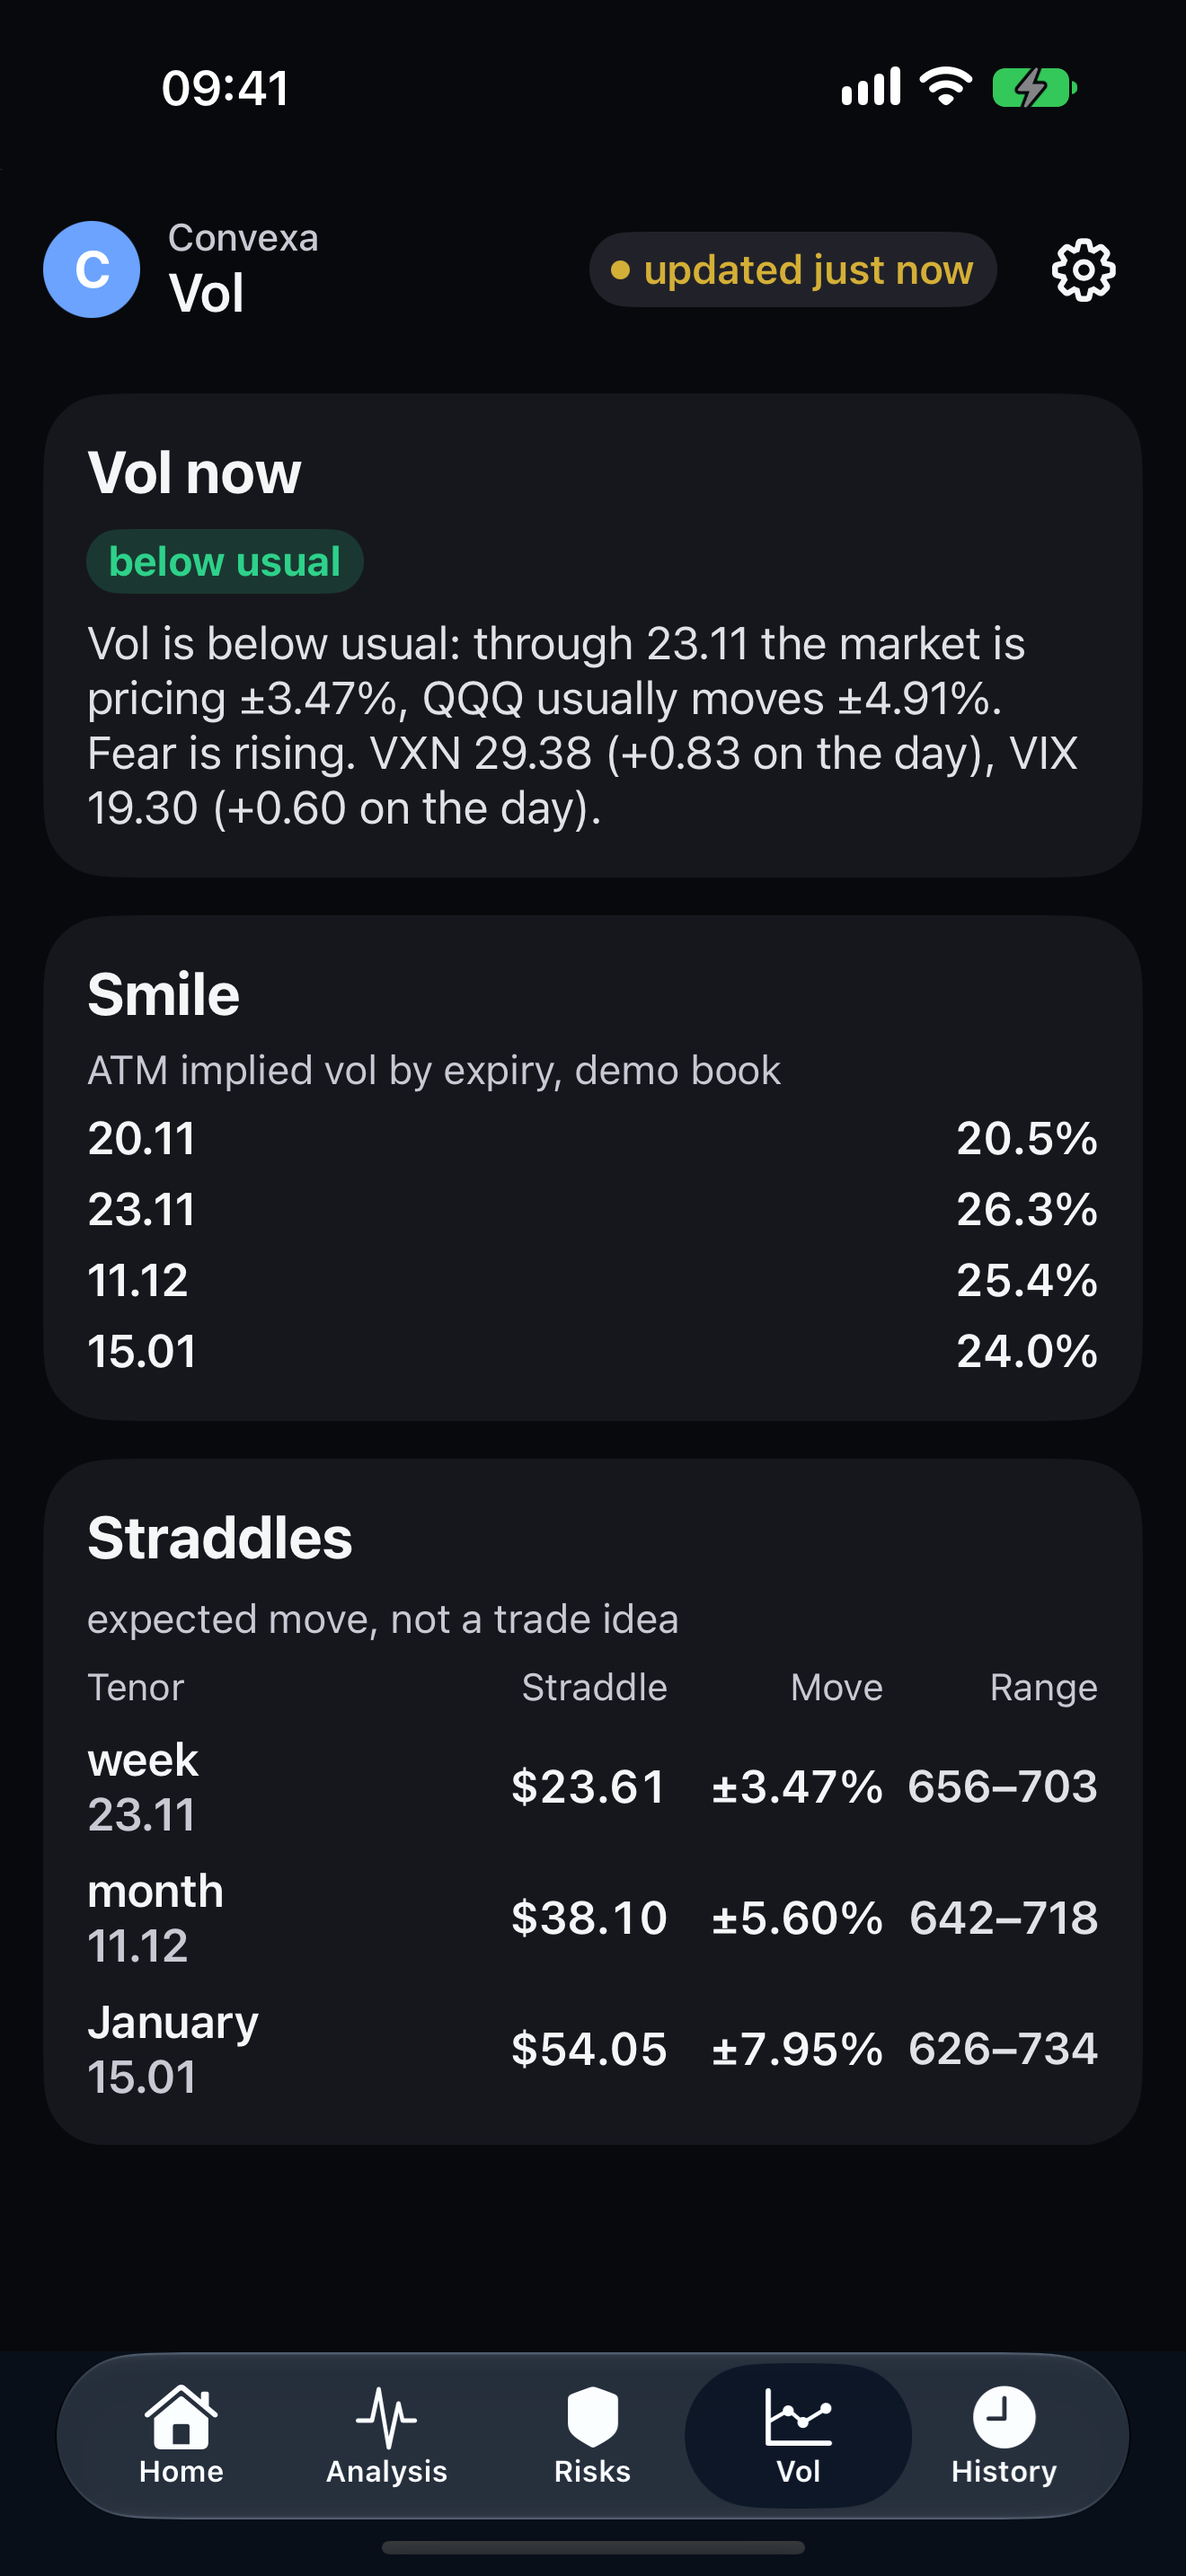 09:41
C
Convexa
Vol
updated just now
Vol now
below usual
Vol is below usual: through 23.11 the market is
pricing ±3.47%, QQQ usually moves ±4.91%.
Fear is rising. VXN 29.38 (+0.83 on the day), VIX
19.30 (+0.60 on the day).
Smile
ATM implied vol by expiry, demo book
20.11 20.5%
23.11 26.3%
11.12 25.4%
15.01 24.0%
Straddles
expected move, not a trade idea
Tenor Straddle Move Range
week
23.11 $23.61 ±3.47% 656–703
month
11.12 $38.10 ±5.60% 642–718
January
15.01 $54.05 ±7.95% 626–734
Home Analysis Risks Vol History